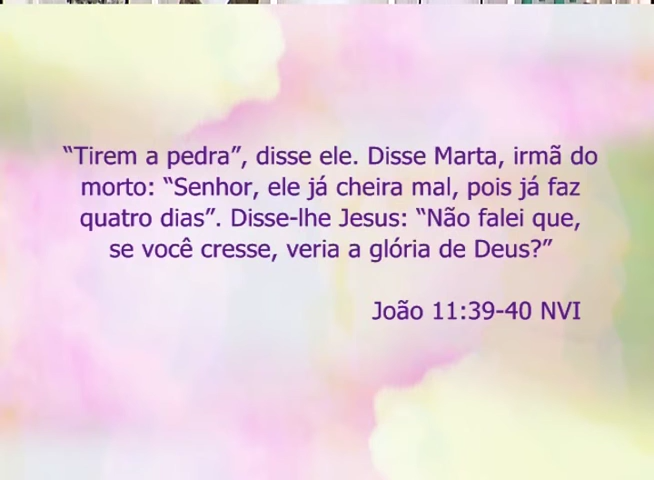 “Tirem a pedra”, disse ele. Disse Marta, irmã do
morto: “Senhor, ele já cheira mal, pois já faz
quatro dias”. Disse-lhe Jesus: “Não falei que,
se você cresse, veria a glória de Deus?”
João 11:39-40 NVI